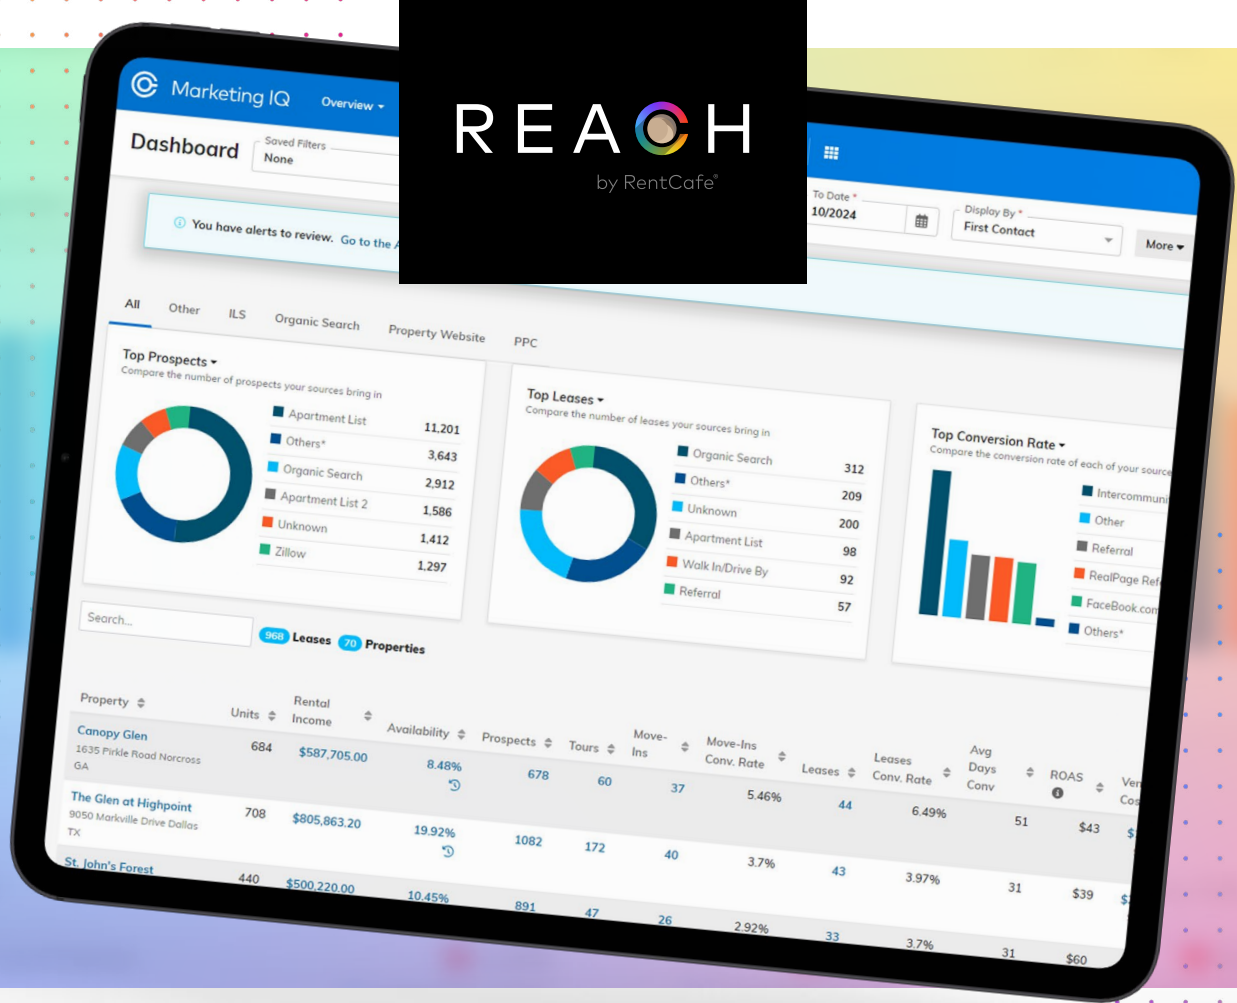 REACH
by RentCafe®
Marketing IQ
Overview
Dashboard
Saved Filters
None
To Date *
10/2024
Display By *
First Contact
More
You have alerts to review. Go to the
All
Other
ILS
Organic Search
Property Website
PPC
Top Prospects
Compare the number of prospects your sources bring in
Apartment List 11,201
Others* 3,643
Organic Search 2,912
Apartment List 2 1,586
Unknown 1,412
Zillow 1,297
Top Leases
Compare the number of leases your sources bring in
Organic Search 312
Others* 209
Unknown 200
Apartment List 98
Walk In/Drive By 92
Referral 57
Top Conversion Rate
Compare the conversion rate of each of your source
Intercommuni
Other
Referral
RealPage Ref
FaceBook.com
Others*
Search...
968 Leases 70 Properties
Property Units Rental Income Availability Prospects Tours Move-Ins Move-Ins Conv. Rate Leases Leases Conv. Rate Avg Days Conv ROAS
Canopy Glen 684 $587,705.00 8.48% 678 60 37 5.46% 44 6.49% 51 $43
1635 Pirkle Road Norcross
GA
The Glen at Highpoint 708 $805,863.20 19.92% 1082 172 40 3.7% 43 3.97% 31 $39
9050 Markville Drive Dallas
TX
St. John's Forest 440 $500,220.00 10.45% 891 47 26 2.92% 33 3.7% 31 $60